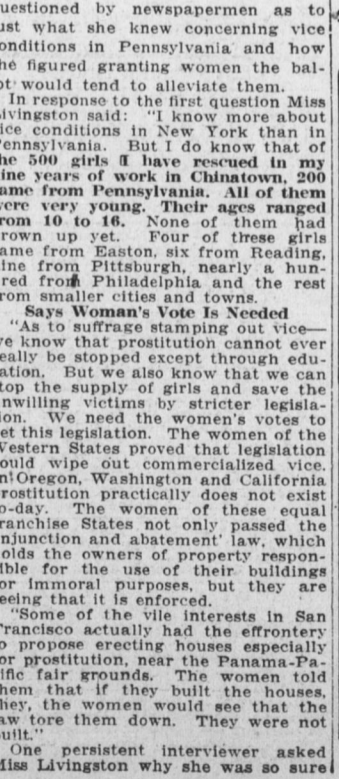 uestioned by newspapermen as to
ust what she knew concerning vice
onditions in Pennsylvania and how
he figured granting women the bal-
ot would tend to alleviate them.
In response to the first question Miss
ivingston said: "I know more about
ice conditions in New York than in
ennsylvania. But I do know that of
he 500 girls I have rescued in my
ine years of work in Chinatown, 200
ame from Pennsylvania. All of them
vere very young. Their ages ranged
rom 10 to 16. None of them had
rown up yet. Four of these girls
ame from Easton, six from Reading,
ine from Pittsburgh, nearly a hun-
red from Philadelphia and the rest
rom smaller cities and towns.
Says Woman's Vote Is Needed
"As to suffrage stamping out vice—
ve know that prostitution cannot ever
eally be stopped except through edu-
ation. But we also know that we can
top the supply of girls and save the
nwilling victims by stricter legisla-
ion. We need the women's votes to
et this legislation. The women of the
Vestern States proved that legislation
ould wipe out commercialized vice.
n Oregon, Washington and California
rostitution practically does not exist
o-day. The women of these equal
ranchise States not only passed the
njunction and abatement' law, which
olds the owners of property respon-
ible for the use of their buildings
or immoral purposes, but they are
eeing that it is enforced.
"Some of the vile interests in San
rancisco actually had the effrontery
o propose erecting houses especially
or prostitution, near the Panama-Pa-
ific fair grounds. The women told
hem that if they built the houses,
hey, the women would see that the
aw tore them down. They were not
uilt."
One persistent interviewer asked
Miss Livingston why she was so sure